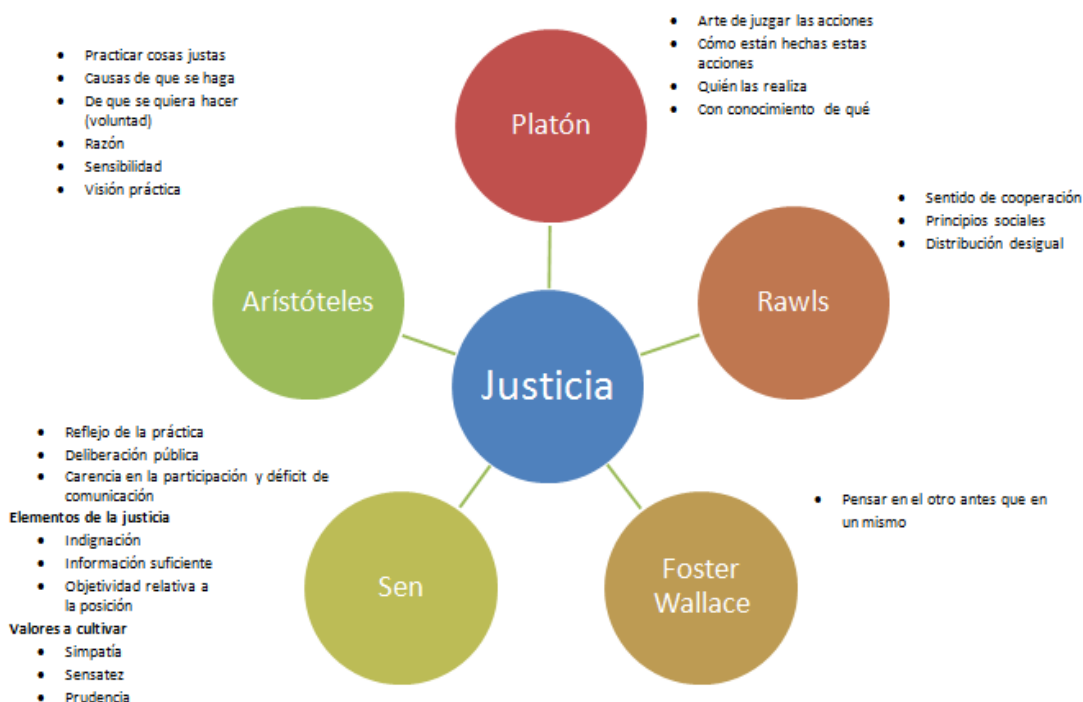 Justicia
Platón
• Arte de juzgar las acciones
• Cómo están hechas estas
acciones
• Quién las realiza
• Con conocimiento de qué
Rawls
• Sentido de cooperación
• Principios sociales
• Distribución desigual
Foster
Wallace
• Pensar en el otro antes que en
un mismo
Sen
• Reflejo de la práctica
• Deliberación pública
• Carencia en la participación y déficit de
comunicación
Elementos de la justicia
• Indignación
• Información suficiente
• Objetividad relativa a
la posición
Valores a cultivar
• Simpatía
• Sensatez
• Prudencia
Arístóteles
• Practicar cosas justas
• Causas de que se haga
• De que se quiera hacer
(voluntad)
• Razón
• Sensibilidad
• Visión práctica